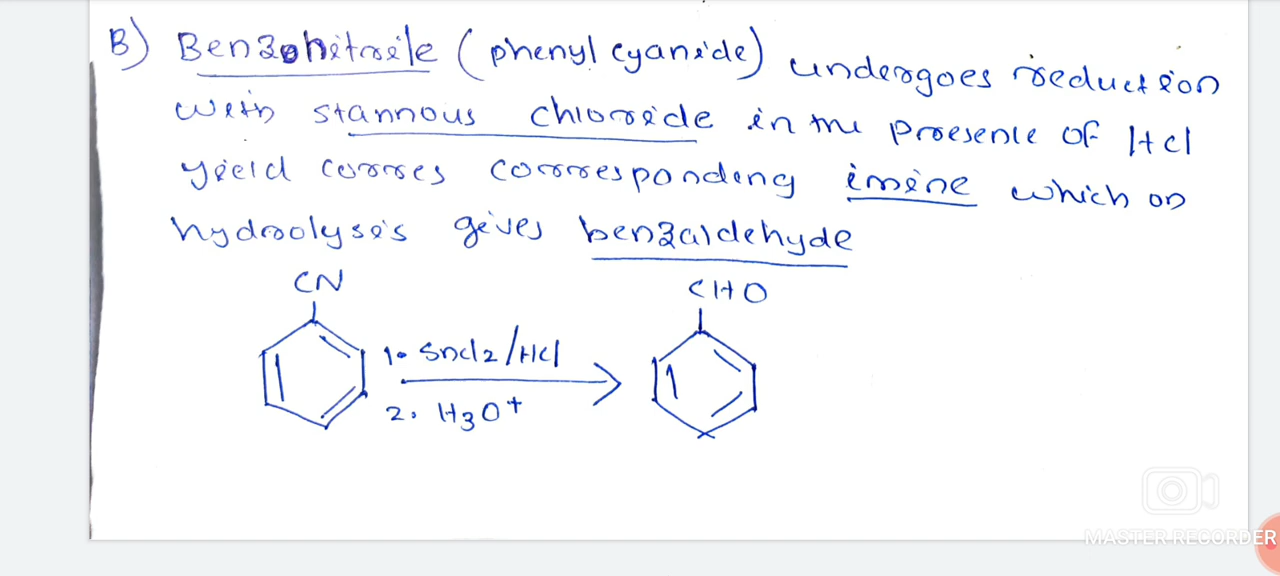 B) Benzonitrile (phenyl cyanide) undergoes reduction
with stannous chloride in the presence of HCl
yield corres corresponding imine which on
hydrolysis gives benzaldehyde
CN CHO
1. SnCl2/HCl
2. H3O+
MASTER RECORDER